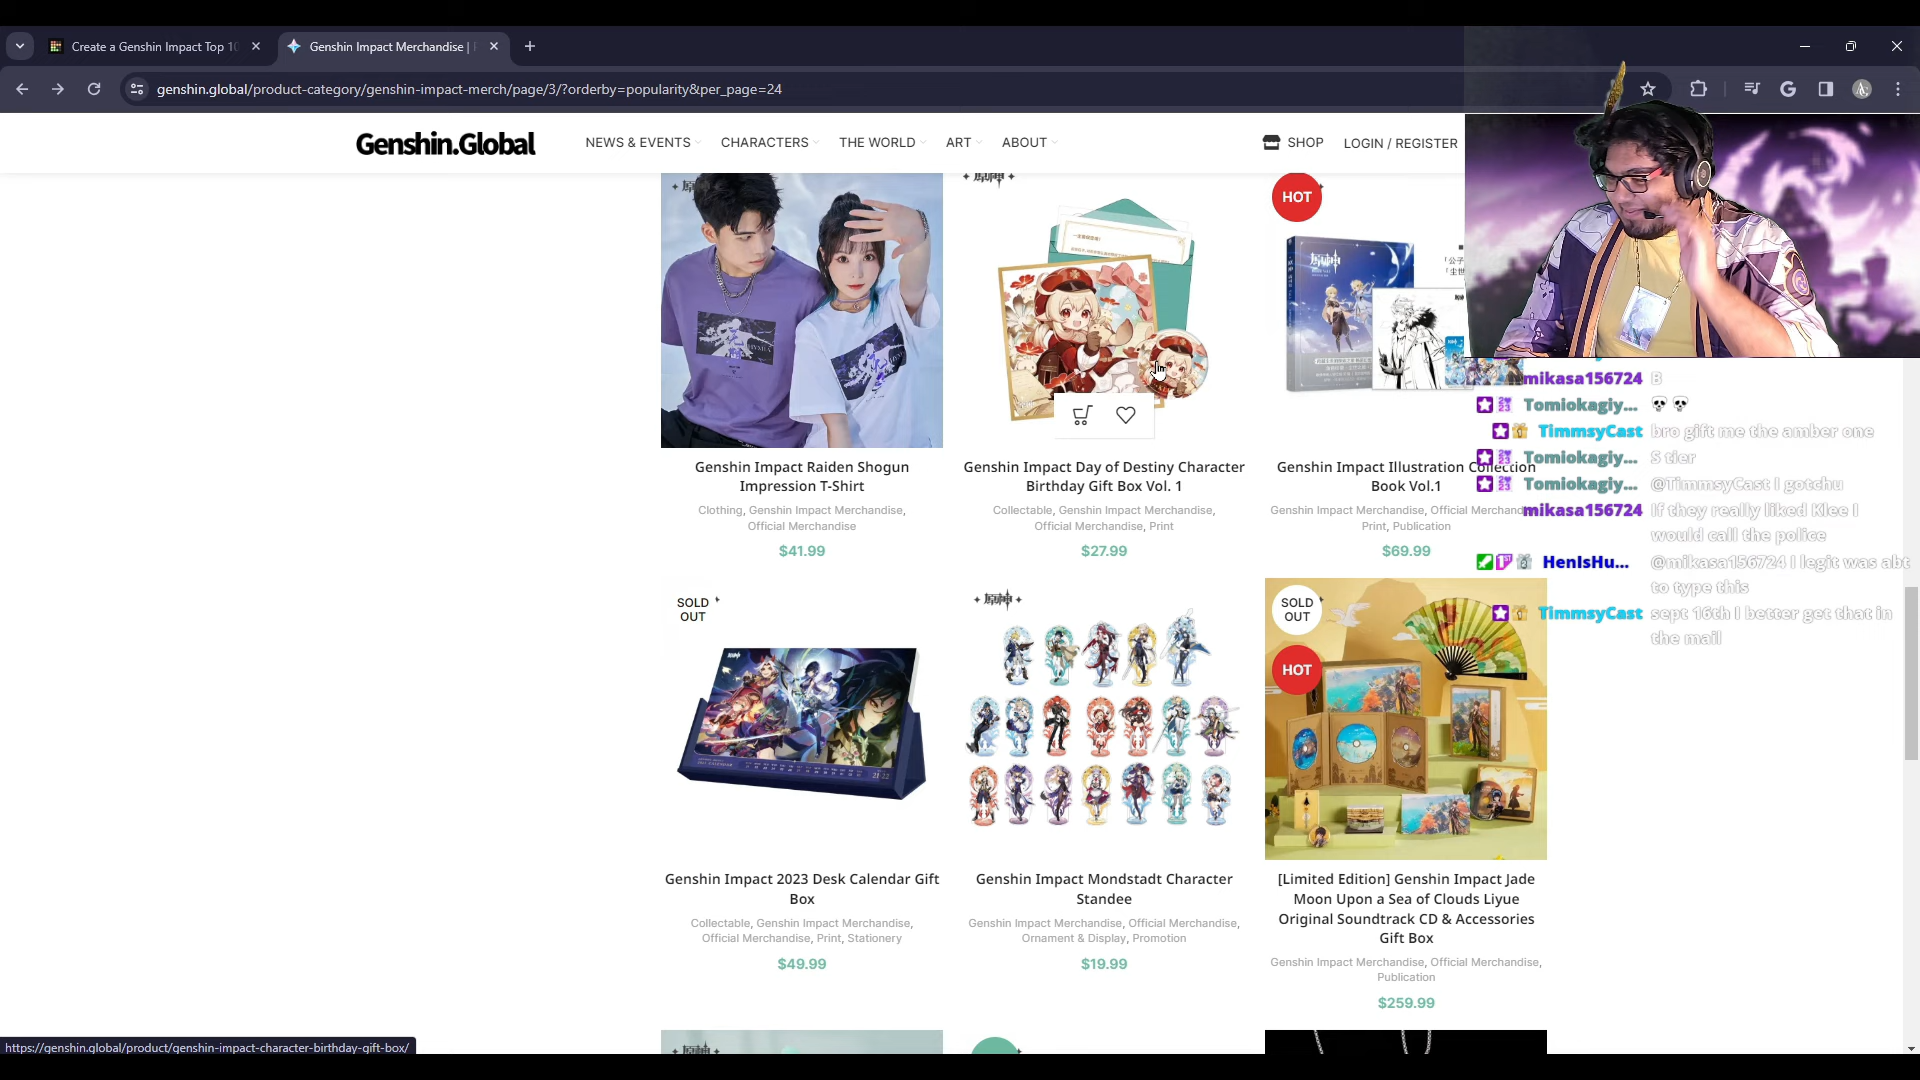 Create a Genshin Impact Top 10
Genshin Impact Merchandise |
genshin.global/product-category/genshin-impact-merch/page/3/?orderby=popularity&per_page=24
Genshin.Global
NEWS & EVENTS
CHARACTERS
THE WORLD
ART
ABOUT
SHOP
LOGIN / REGISTER
原神
原神
HOT
原神
Genshin Impact Raiden Shogun
Impression T-Shirt
Clothing, Genshin Impact Merchandise,
Official Merchandise
$41.99
Genshin Impact Day of Destiny Character
Birthday Gift Box Vol. 1
Collectable, Genshin Impact Merchandise,
Official Merchandise, Print
$27.99
Genshin Impact Illustration Collection
Book Vol.1
Genshin Impact Merchandise, Official Merchandise,
Print, Publication
$69.99
mikasa156724 B
Tomiokagiy... 💀💀
TimmsyCast bro gift me the amber one
Tomiokagiy... S tier
Tomiokagiy... @TimmsyCast I gotchu
mikasa156724 If they really liked Klee I
would call the police
HenIsHu... @mikasa156724 I legit was abt
to type this
TimmsyCast sept 16th I better get that in
the mail
SOLD
OUT
原神
SOLD
OUT
HOT
Genshin Impact 2023 Desk Calendar Gift
Box
Collectable, Genshin Impact Merchandise,
Official Merchandise, Print, Stationery
$49.99
Genshin Impact Mondstadt Character
Standee
Genshin Impact Merchandise, Official Merchandise,
Ornament & Display, Promotion
$19.99
[Limited Edition] Genshin Impact Jade
Moon Upon a Sea of Clouds Liyue
Original Soundtrack CD & Accessories
Gift Box
Genshin Impact Merchandise, Official Merchandise,
Publication
$259.99
https://genshin.global/product/genshin-impact-character-birthday-gift-box/